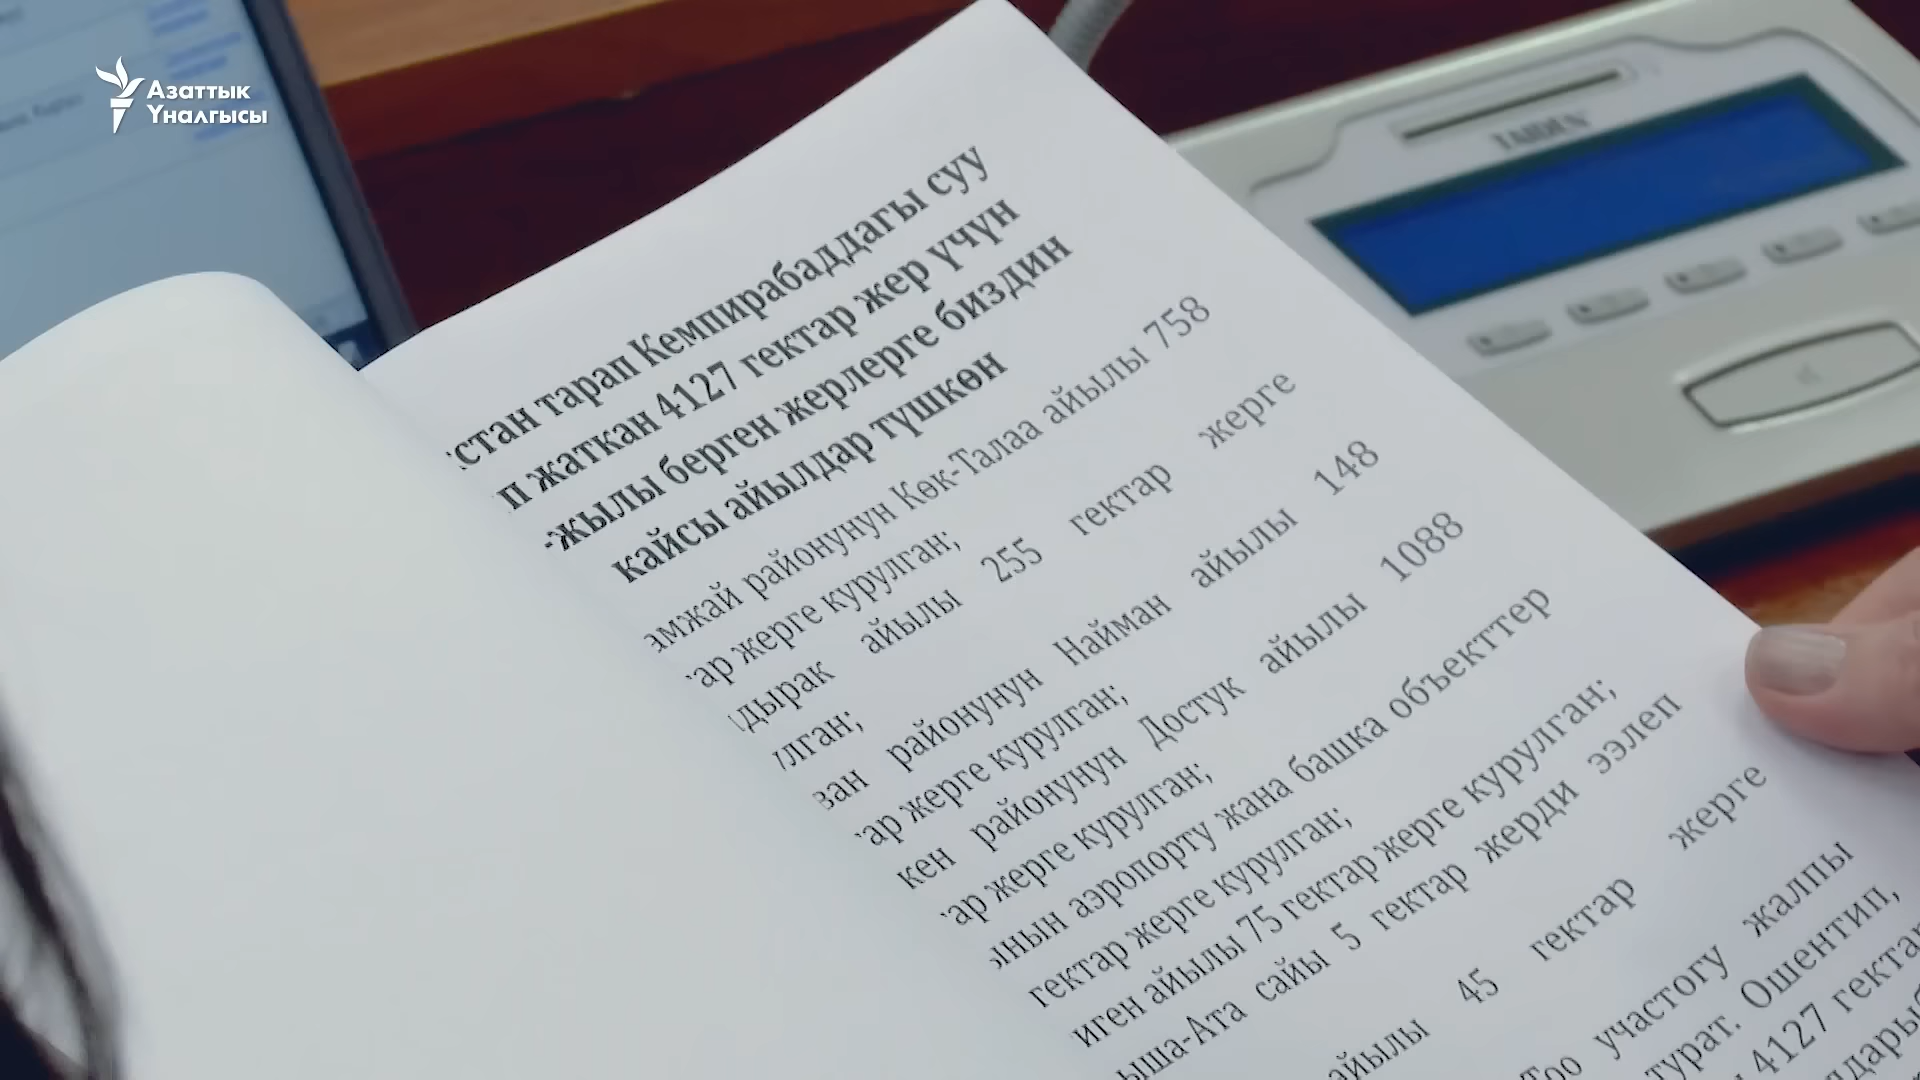 Азаттык
Үналгысы
TAIDEN
стан тарап Кемпирабаддагы суу
п жаткан 4127 гектар жер үчүн
-жылы берген жерлерге биздин
кайсы айылдар түшкөн
амжай районунун Көк-Талаа айылы 758
ар жерге курулган;
дырак айылы 255 гектар жерге
лган;
ван районунун Найман айылы 148
ар жерге курулган;
кен районунун Достук айылы 1088
ар жерге курулган;
ынын аэропорту жана башка объекттер
гектар жерге курулган;
иген айылы 75 гектар жерге курулган;
ыша-Ата сайы 5 гектар жерди ээлеп
айылы 45 гектар жерге
Тоо участогу жалпы
турат. Ошентип,
4127 гектар